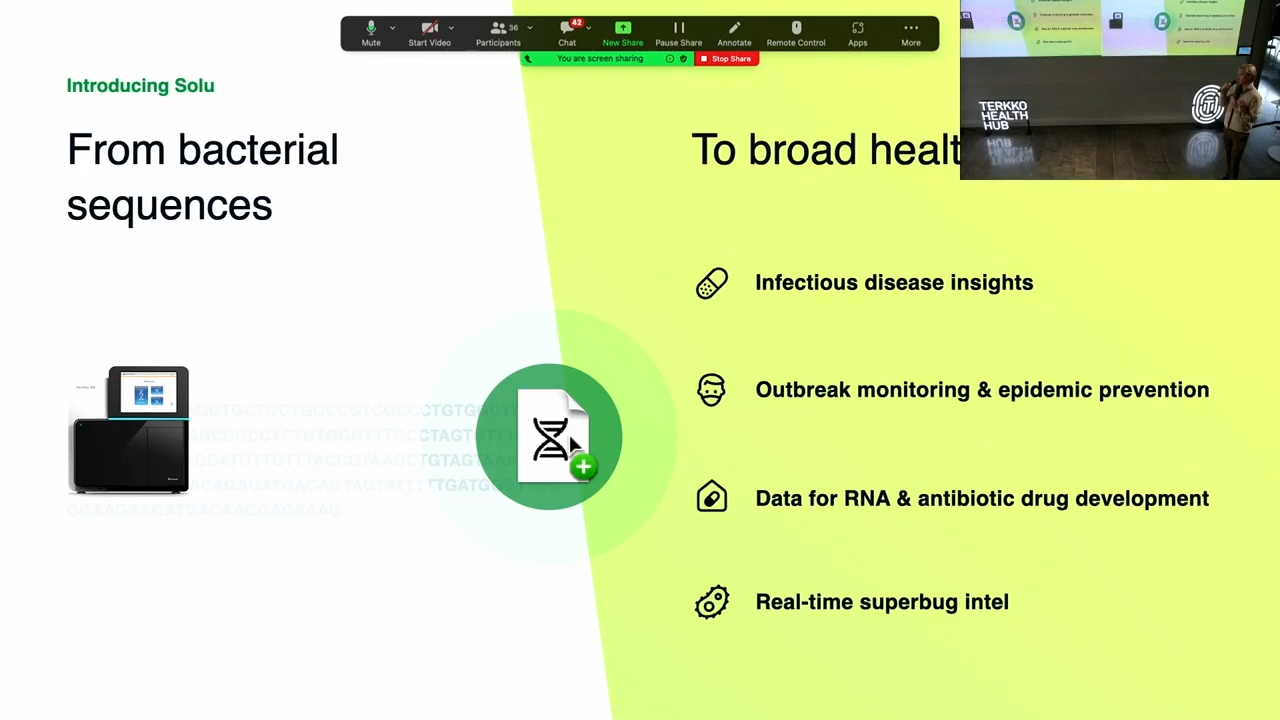 Mute
Start Video
Participants
36
Chat
42
New Share
Pause Share
Annotate
Remote Control
Apps
More
You are screen sharing
Stop Share
Introducing Solu
From bacterial
sequences
To broad healt
TERKKO
HEALTH
HUB
Infectious disease insights
Outbreak monitoring & epidemic prevention
Data for RNA & antibiotic drug development
Real-time superbug intel
GGAAGAAGATGACAAGGACAAAG